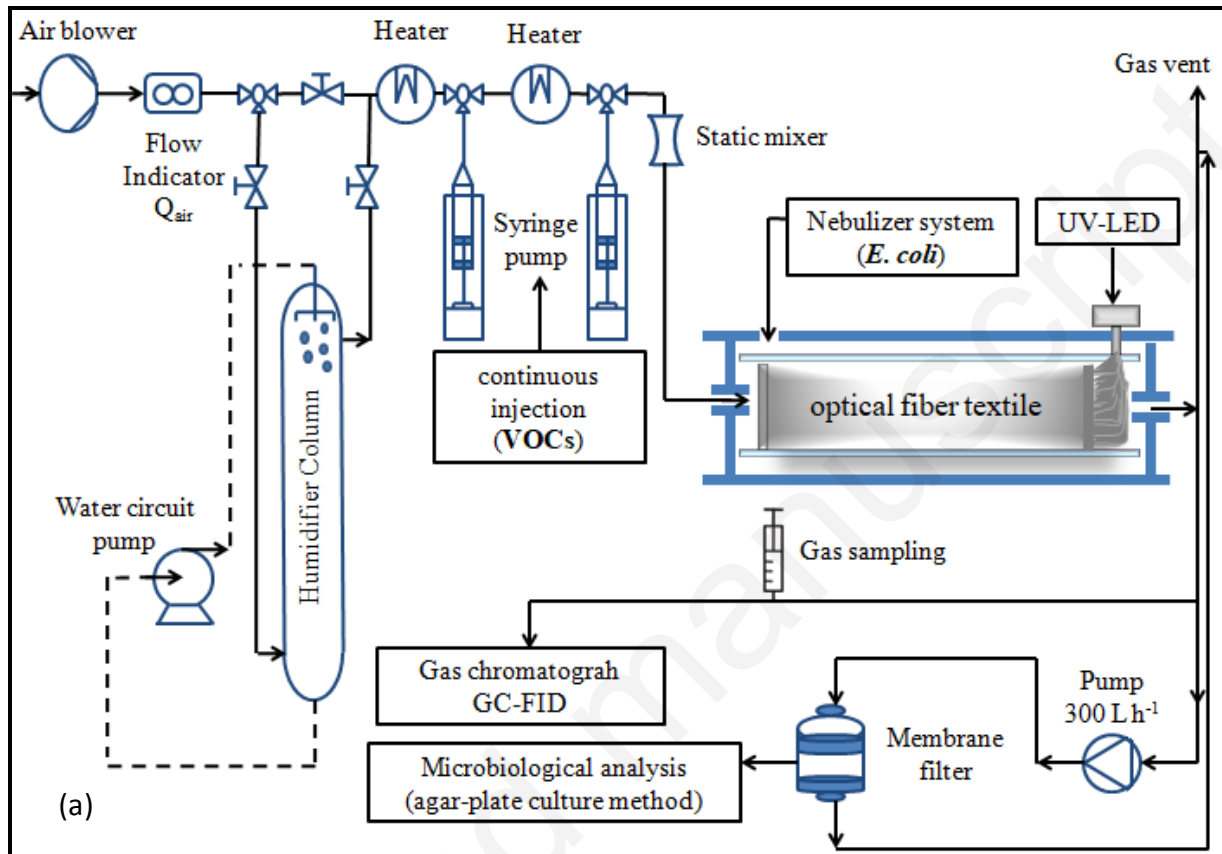 Air blower
Heater
Heater
Gas vent
Flow
Indicator
Qair
Static mixer
Syringe
pump
Nebulizer system
(E. coli)
UV-LED
continuous
injection
(VOCs)
optical fiber textile
Humidifier Column
Water circuit
pump
Gas sampling
Gas chromatograh
GC-FID
Pump
300 L h-1
Membrane
filter
Microbiological analysis
(agar-plate culture method)
(a)
d manuscript